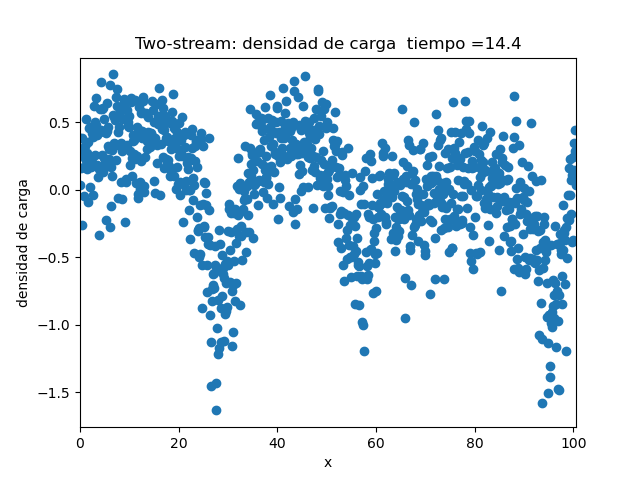 Two-stream: densidad de carga  tiempo =14.4
densidad de carga
0.5
0.0
−0.5
−1.0
−1.5
0 20 40 60 80 100
x